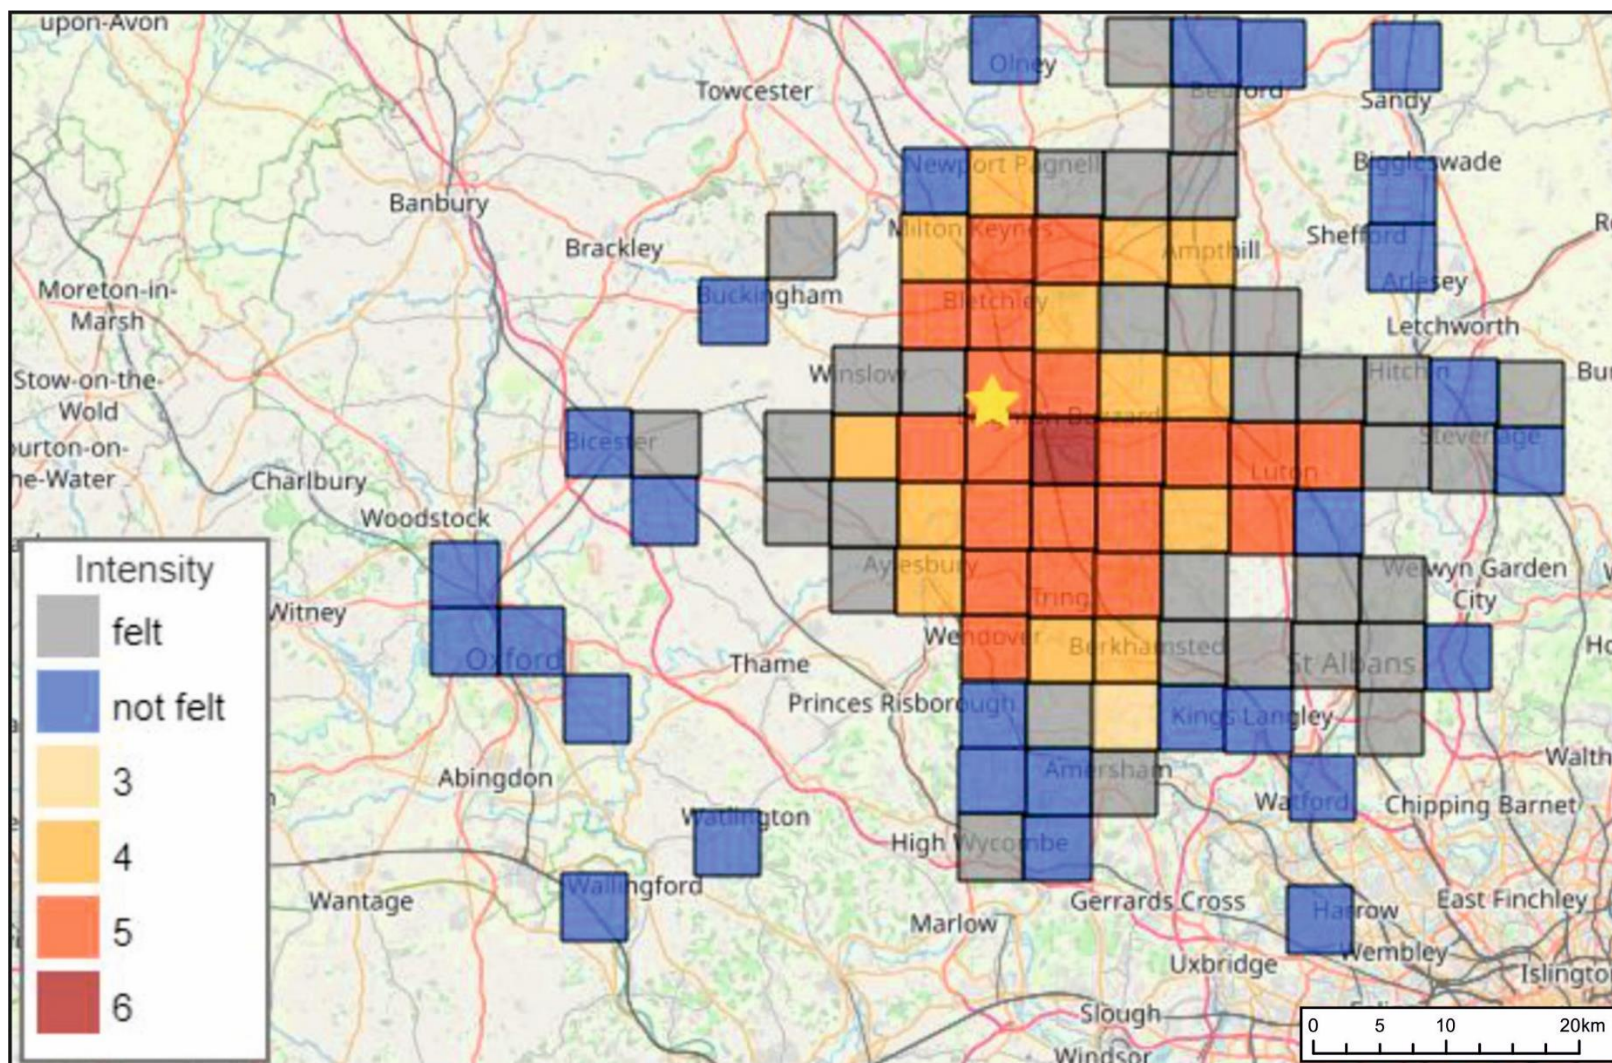 upon-Avon
Olney
Towcester
Bedford
Sandy
Newport Pagnell
Biggleswade
Banbury
Milton Keynes
Brackley
Ampthill
Shefford
Moreton-in-
Marsh
Buckingham
Bletchley
Arlesey
Letchworth
Stow-on-the-
Wold
Winslow
Hitchin
Bicester
Stevenage
Luton
Charlbury
Woodstock
Aylesbury
Welwyn Garden
City
Tring
Witney
Wendover
Berkhamsted
Oxford
Thame
St Albans
Princes Risborough
Kings Langley
Abingdon
Amersham
Watford
Chipping Barnet
Watlington
High Wycombe
Wallingford
Wantage
Gerrards Cross
Harrow
East Finchley
Marlow
Wembley
Uxbridge
Slough
Windsor
Intensity
felt
not felt
3
4
5
6
0 5 10 20km